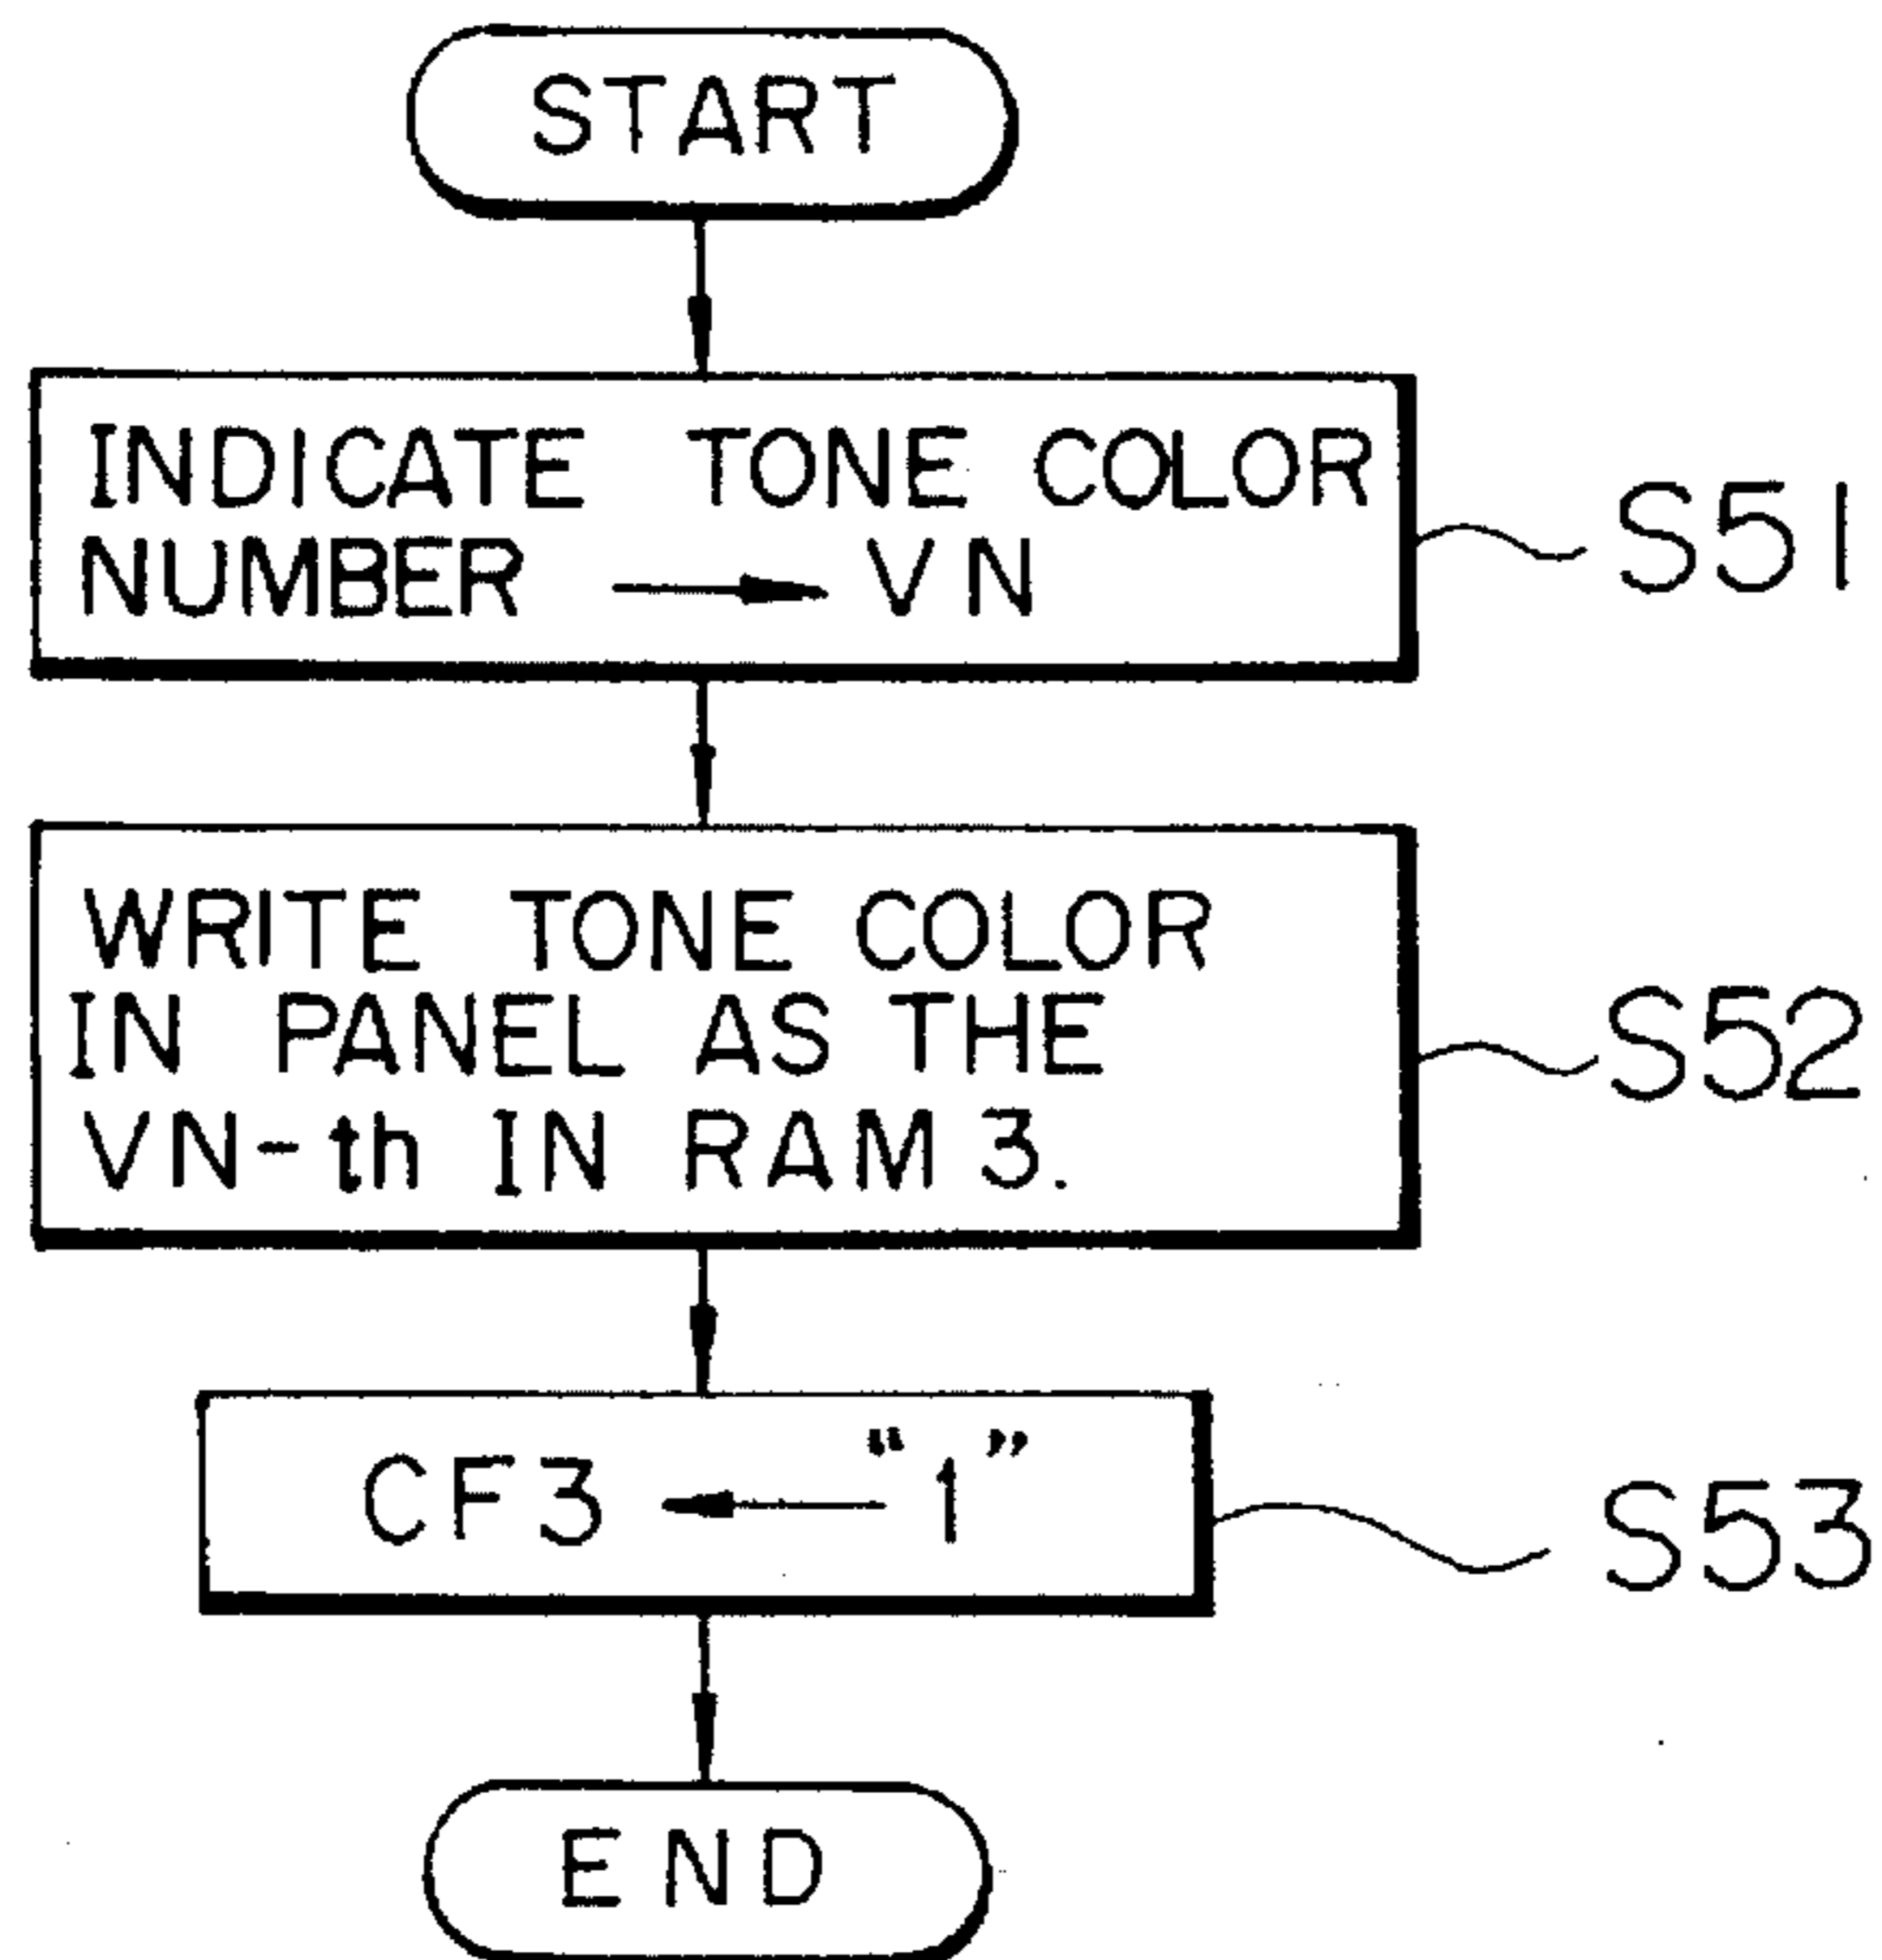 START
INDICATE TONE COLOR
NUMBER → VN
S51
WRITE TONE COLOR
IN PANEL AS THE
VN-th IN RAM 3.
S52
CF3 ← “1”
S53
END